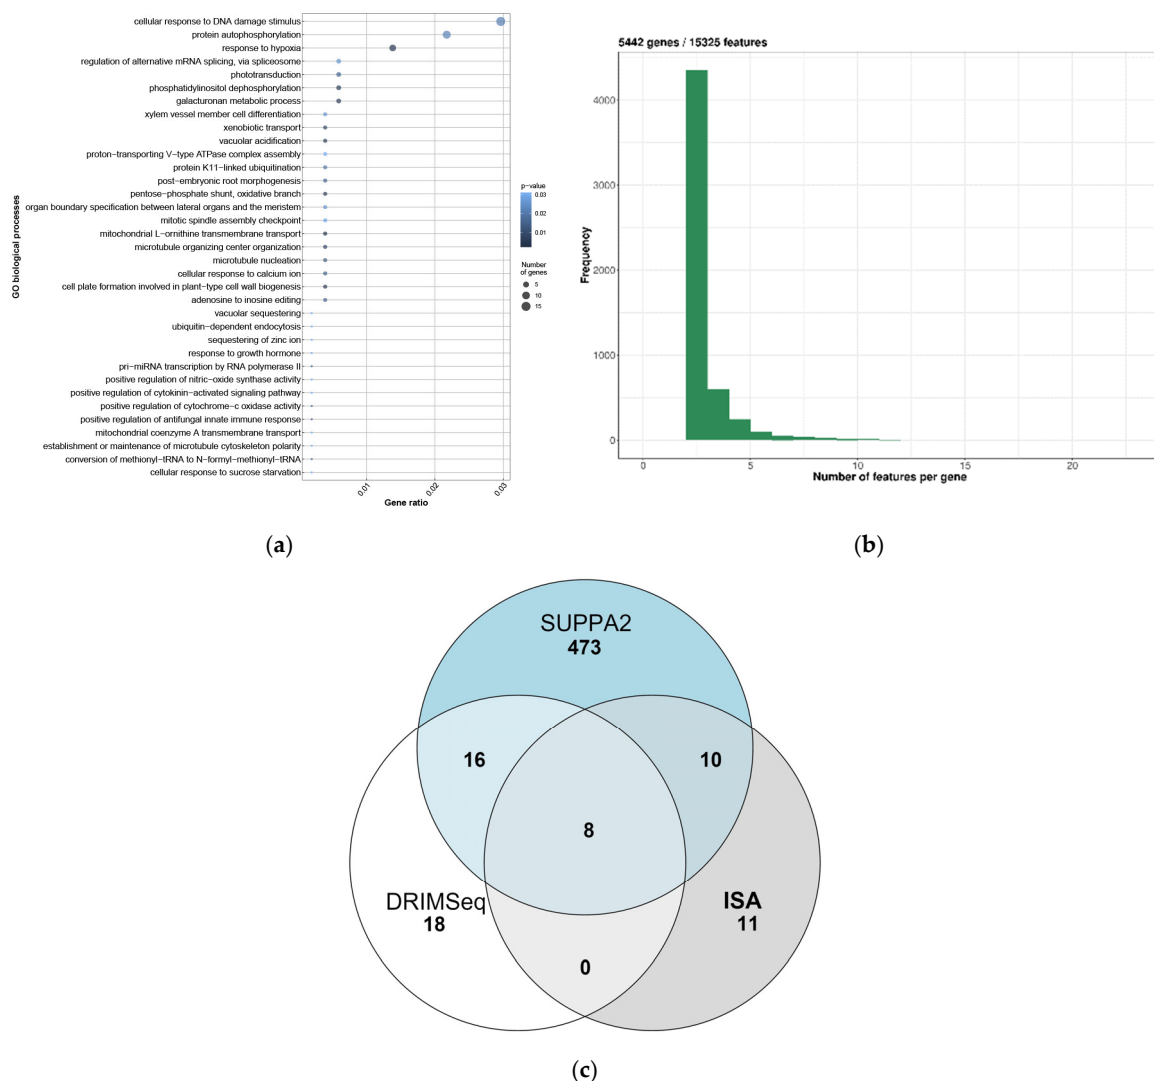 cellular response to DNA damage stimulus
protein autophosphorylation
response to hypoxia
regulation of alternative mRNA splicing, via spliceosome
phototransduction
phosphatidylinositol dephosphorylation
galacturonan metabolic process
xylem vessel member cell differentiation
xenobiotic transport
vacuolar acidification
proton-transporting V-type ATPase complex assembly
protein K11-linked ubiquitination
post-embryonic root morphogenesis
pentose-phosphate shunt, oxidative branch
organ boundary specification between lateral organs and the meristem
mitotic spindle assembly checkpoint
mitochondrial L-ornithine transmembrane transport
microtubule organizing center organization
microtubule nucleation
cellular response to calcium ion
cell plate formation involved in plant-type cell wall biogenesis
adenosine to inosine editing
vacuolar sequestering
ubiquitin-dependent endocytosis
sequestering of zinc ion
response to growth hormone
pri-miRNA transcription by RNA polymerase II
positive regulation of nitric-oxide synthase activity
positive regulation of cytokinin-activated signaling pathway
positive regulation of cytochrome-c oxidase activity
positive regulation of antifungal innate immune response
mitochondrial coenzyme A transmembrane transport
establishment or maintenance of microtubule cytoskeleton polarity
conversion of methionyl-tRNA to N-formyl-methionyl-tRNA
cellular response to sucrose starvation
GO biological processes
0.01
0.02
0.03
Gene ratio
p-value
0.03
0.02
0.01
Number
of genes
5
10
15
(a)
5442 genes / 15325 features
4000
3000
2000
1000
0
Frequency
0
5
10
15
20
Number of features per gene
(b)
SUPPA2
473
16
10
8
DRIMSeq
18
ISA
11
0
(c)